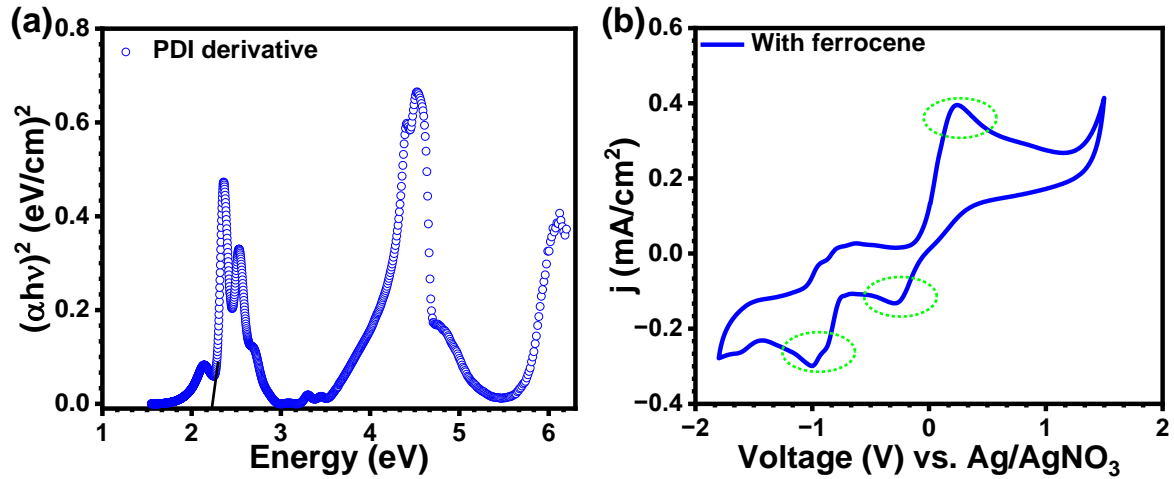 (a)
PDI derivative
(αhν)² (eV/cm)²
0.8
0.6
0.4
0.2
0.0
1 2 3 4 5 6
Energy (eV)
(b)
With ferrocene
j (mA/cm²)
0.6
0.4
0.2
0.0
−0.2
−0.4
−2 −1 0 1 2
Voltage (V) vs. Ag/AgNO₃